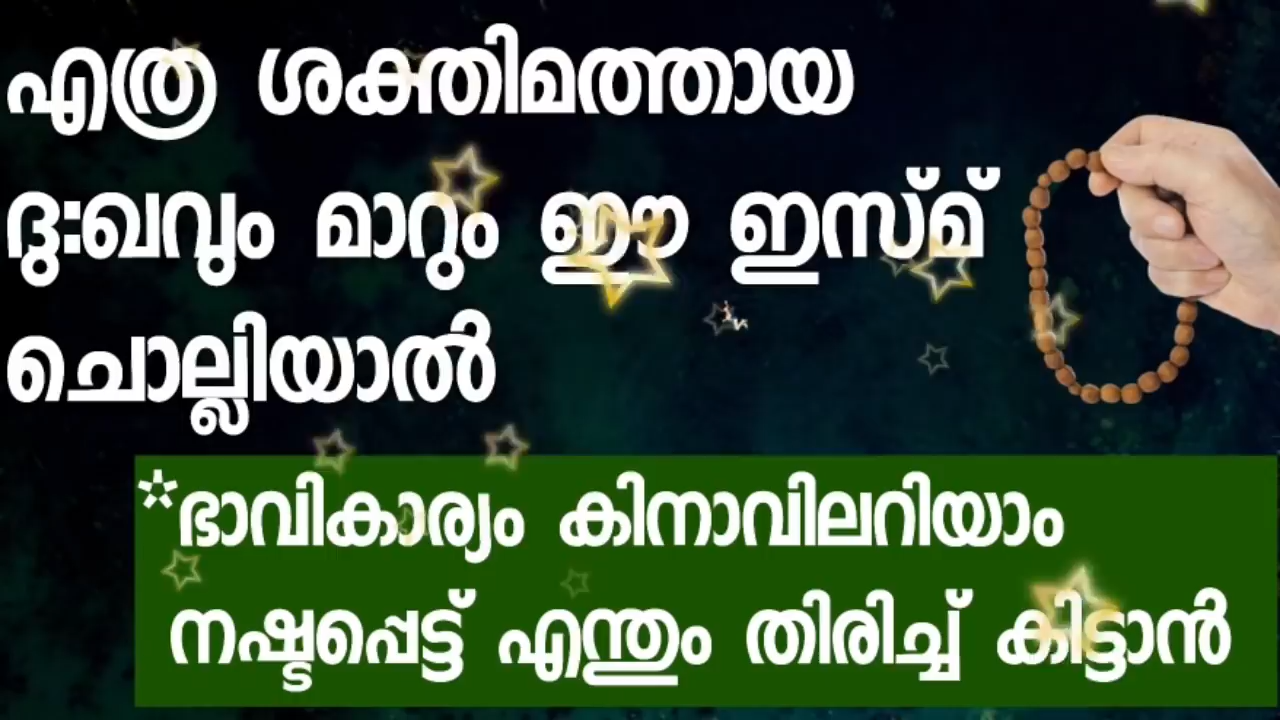 എത്ര ശക്തിമത്തായ
ദുഃഖവും മാറും ഈ ഇസ്മ്
ചൊല്ലിയാൽ
*ഭാവികാര്യം കിനാവിലറിയാം
നഷ്ടപ്പെട്ട് എന്തും തിരിച്ച് കിട്ടാൻ